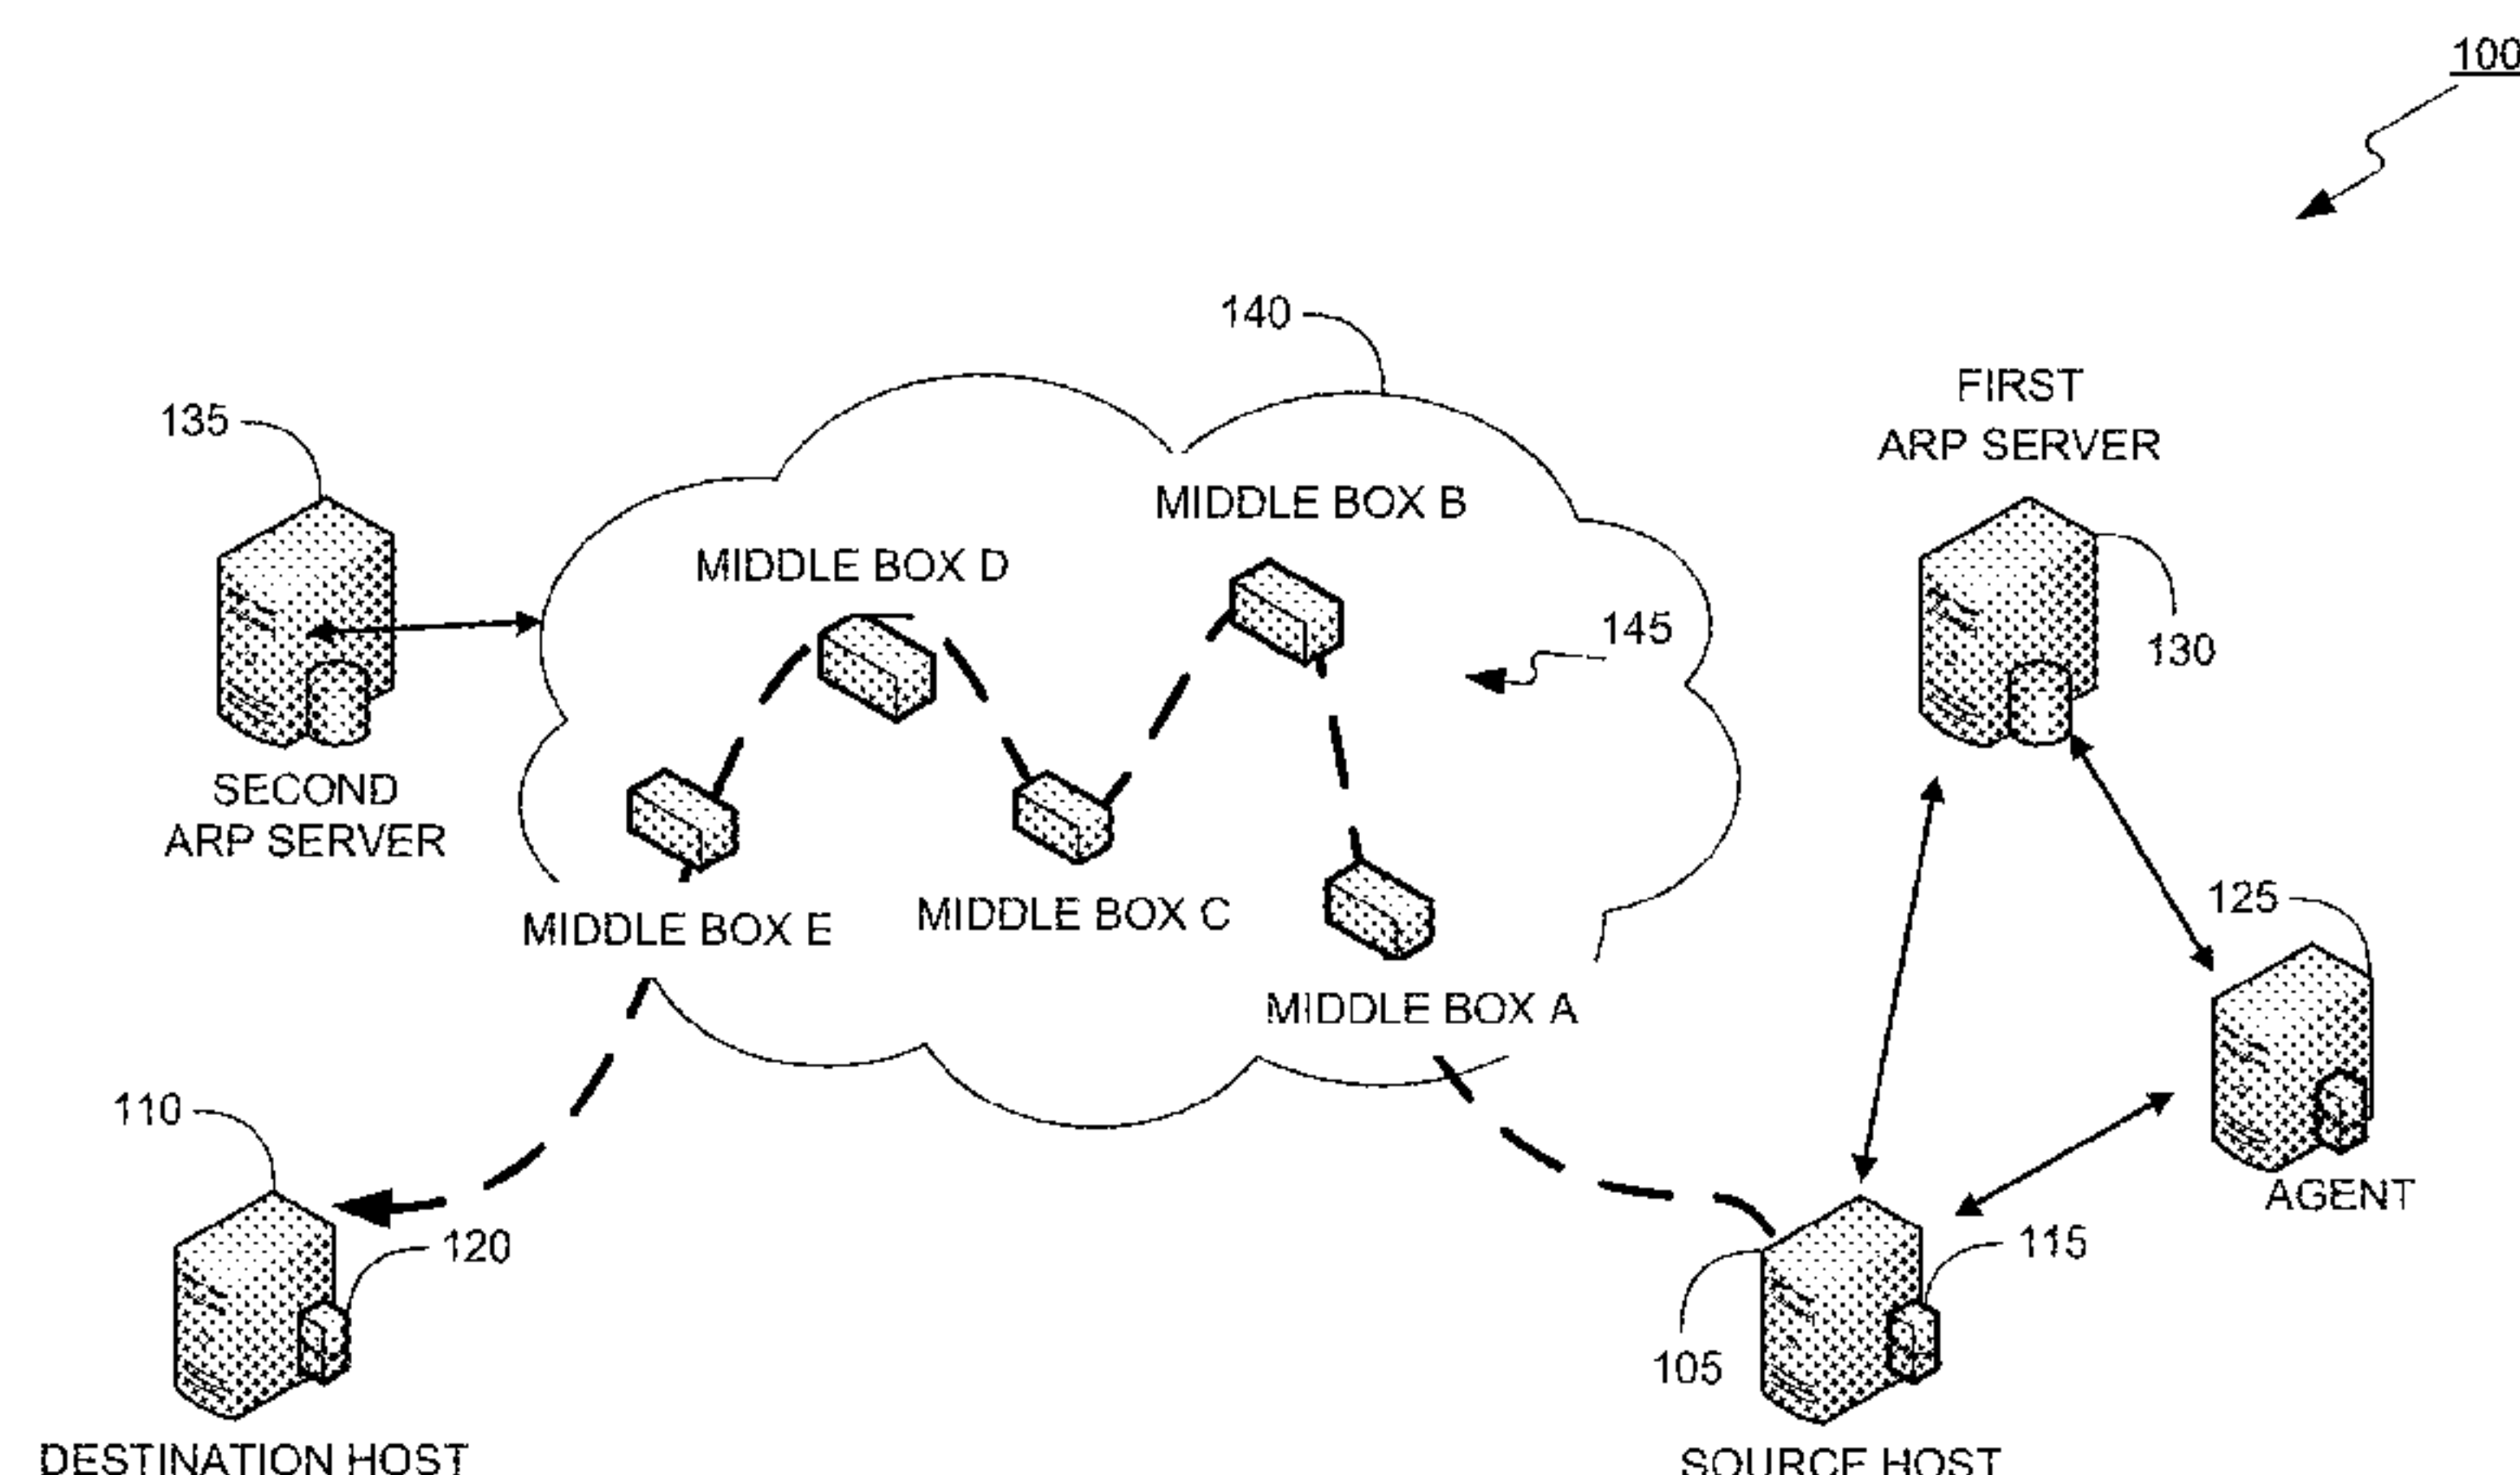 100
140
135
FIRST
ARP SERVER
MIDDLE BOX B
MIDDLE BOX D
145
130
SECOND
ARP SERVER
125
MIDDLE BOX E
MIDDLE BOX C
MIDDLE BOX A
110
AGENT
120
115
105
DESTINATION HOST
SOURCE HOST